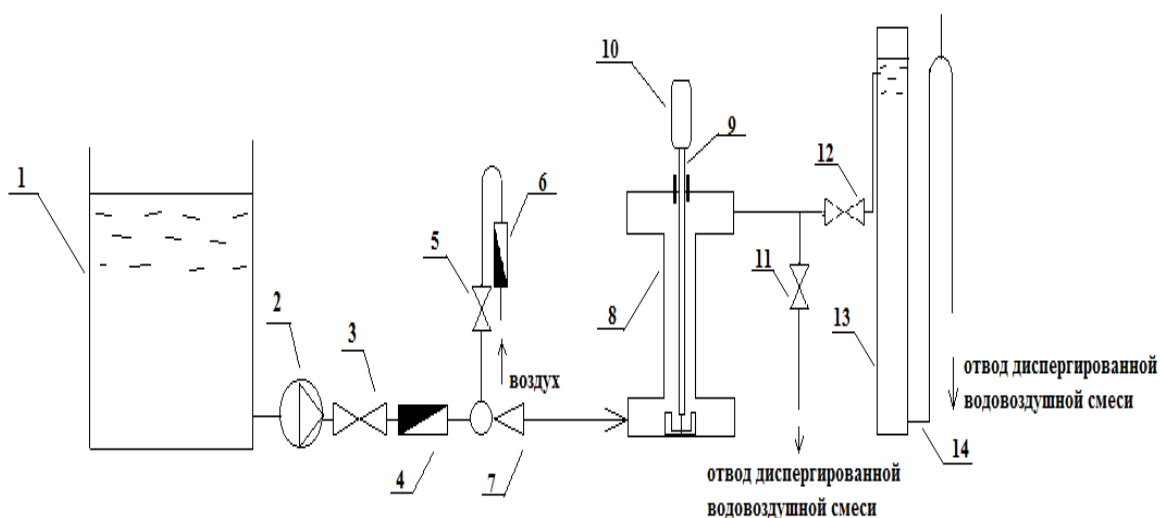 10
9
12
1
6
5
11
2
8
13
3
воздух
отвод диспергированной
водовоздушной смеси
4
7
14
отвод диспергированной
водовоздушной смеси